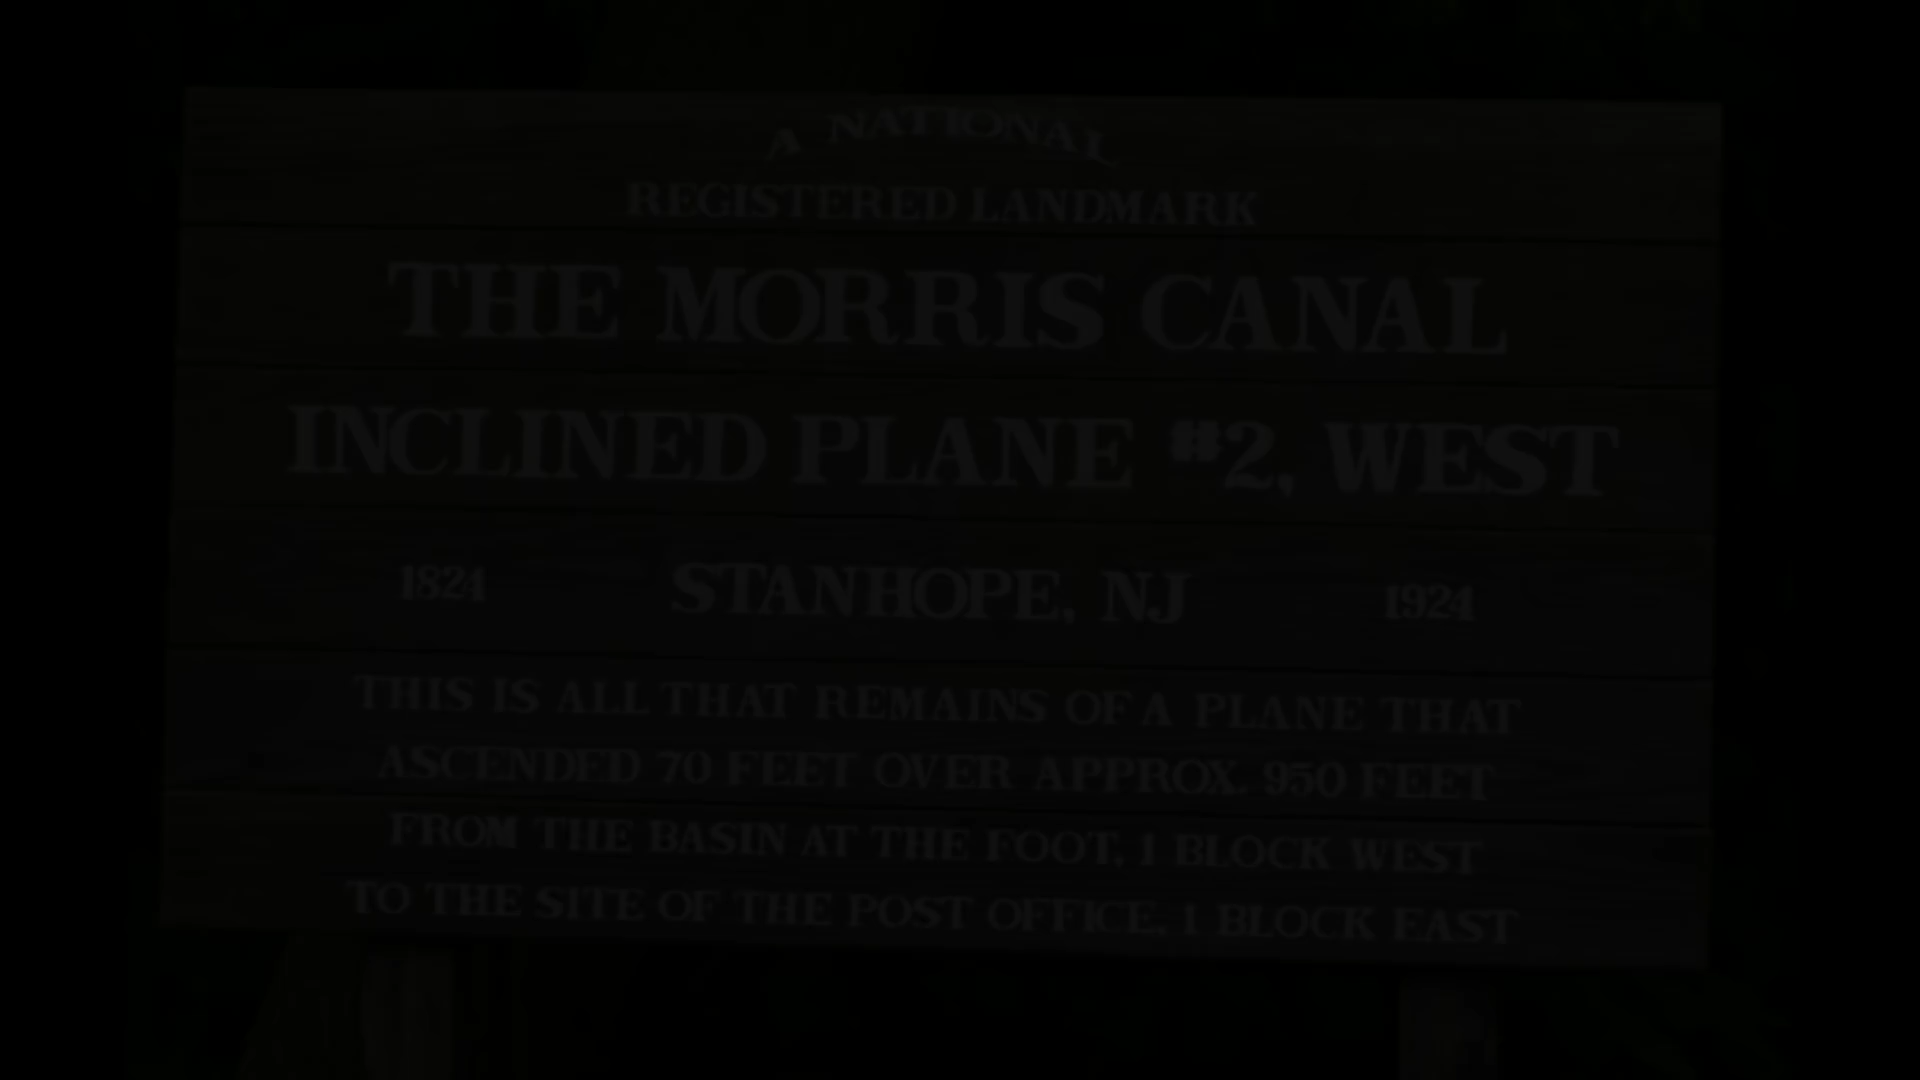 A NATIONAL
REGISTERED LANDMARK
THE MORRIS CANAL
INCLINED PLANE #2, WEST
1824 STANHOPE, NJ 1924
THIS IS ALL THAT REMAINS OF A PLANE THAT
ASCENDED 70 FEET OVER APPROX. 950 FEET
FROM THE BASIN AT THE FOOT, 1 BLOCK WEST
TO THE SITE OF THE POST OFFICE, 1 BLOCK EAST